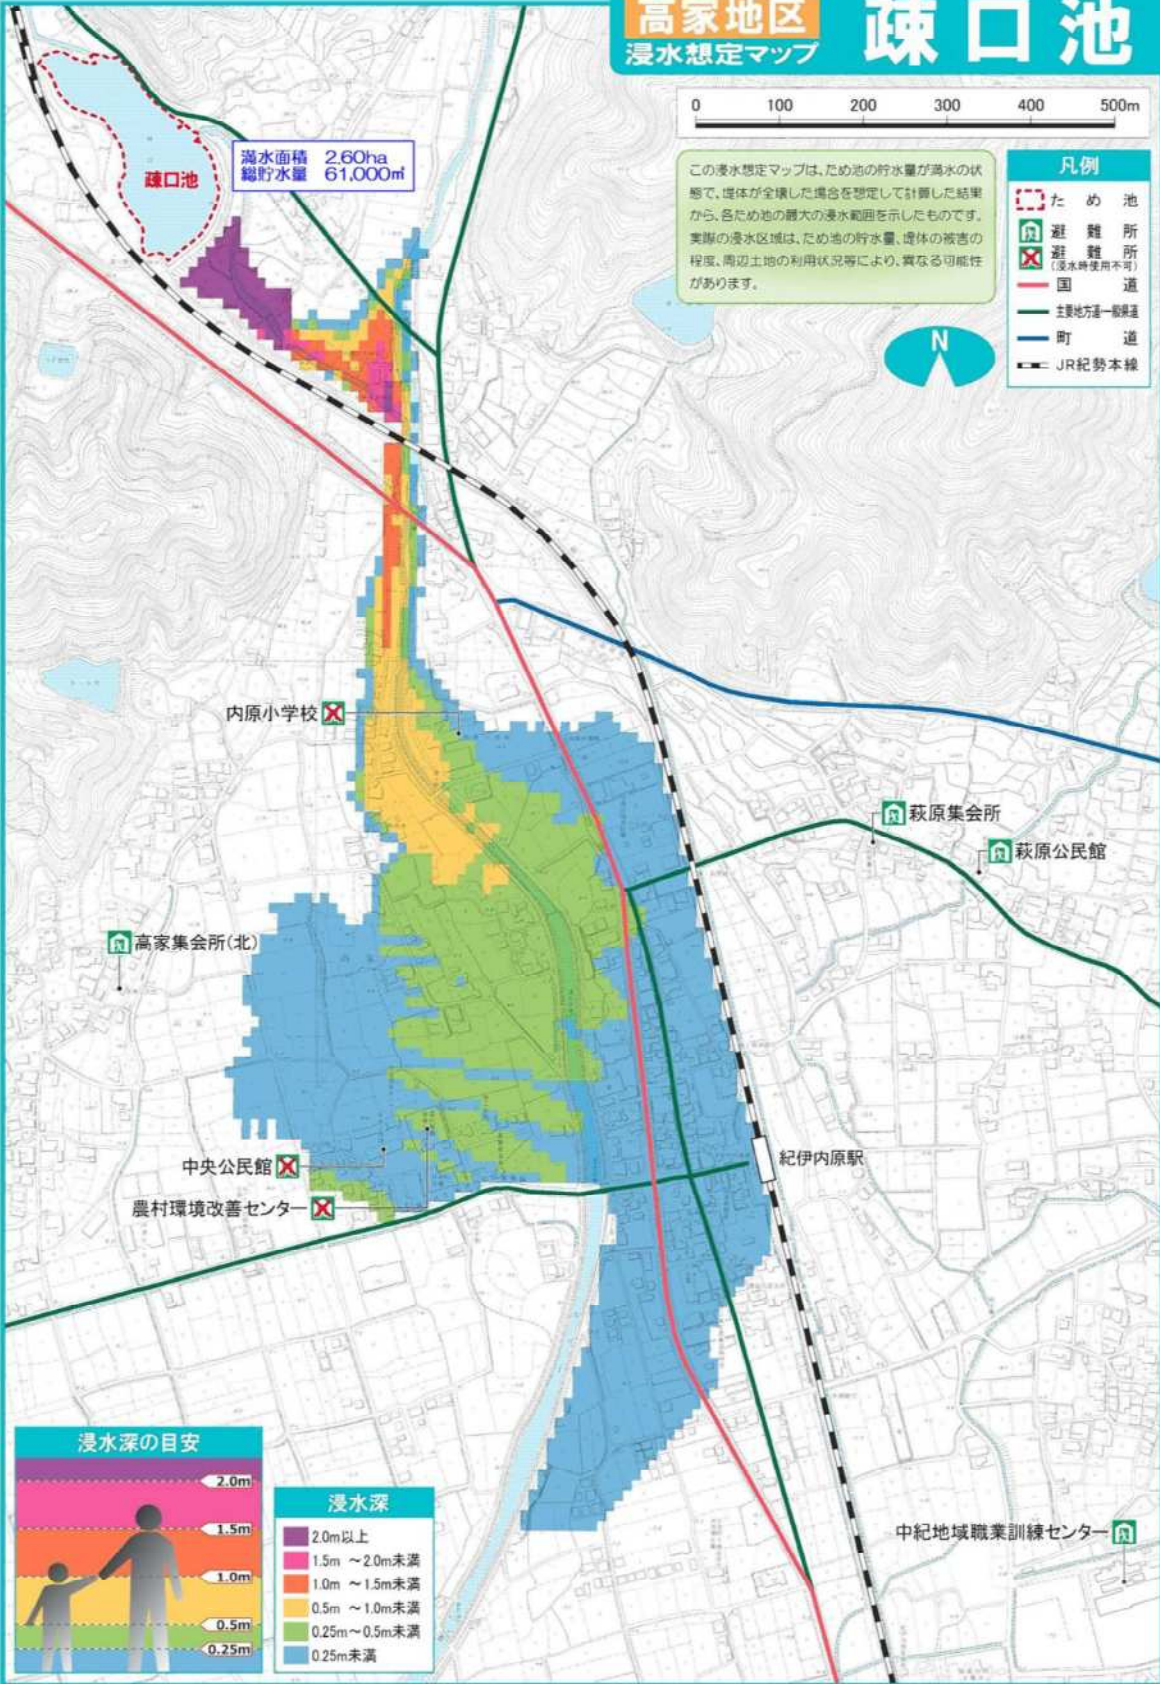 高家地区
浸水想定マップ
疎口池
0 100 200 300 400 500m
満水面積 2.60ha
総貯水量 61,000㎥
疎口池
この浸水想定マップは、ため池の貯水量が満水の状
態で、堤体が全壊した場合を想定して計算した結果
から、各ため池の最大の浸水範囲を示したものです。
実際の浸水区域は、ため池の貯水量、堤体の被害の
程度、周辺土地の利用状況等により、異なる可能性
があります。
凡例
ため池
避難所
避難所
(浸水時使用不可)
国道
主要地方道・一般県道
町道
JR紀勢本線
N
内原小学校
萩原集会所
萩原公民館
高家集会所(北)
中央公民館
農村環境改善センター
紀伊内原駅
中紀地域職業訓練センター
浸水深の目安
2.0m
1.5m
1.0m
0.5m
0.25m
浸水深
2.0m以上
1.5m ～2.0m未満
1.0m ～1.5m未満
0.5m ～1.0m未満
0.25m～0.5m未満
0.25m未満